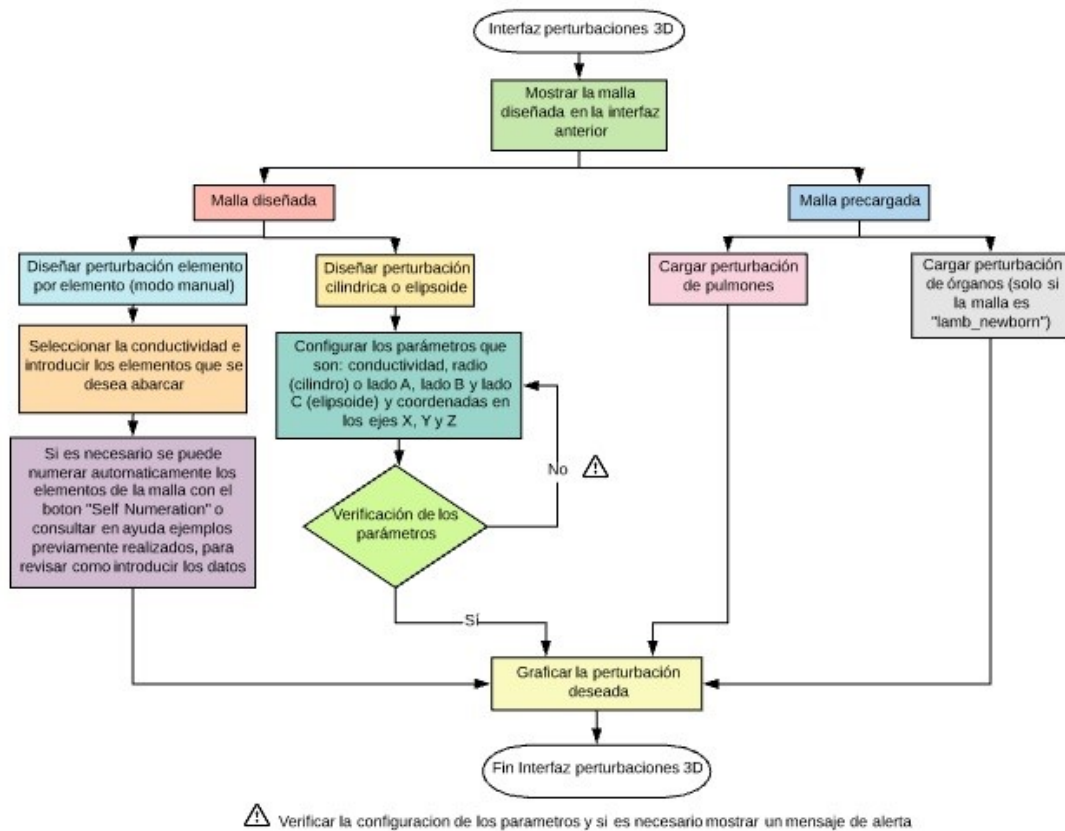 Interfaz perturbaciones 3D
Mostrar la malla
diseñada en la interfaz
anterior
Malla diseñada
Malla precargada
Diseñar perturbación elemento
por elemento (modo manual)
Diseñar perturbación
cilindrica o elipsoide
Cargar perturbación
de pulmones
Cargar perturbación
de órganos (solo si
la malla es
"lamb_newborn")
Seleccionar la conductividad e
introducir los elementos que se
desea abarcar
Configurar los parámetros que
son: conductividad, radio
(cilindro) o lado A, lado B y lado
C (elipsoide) y coordenadas en
los ejes X, Y y Z
Si es necesario se puede
numerar automaticamente los
elementos de la malla con el
boton "Self Numeration" o
consultar en ayuda ejemplos
previamente realizados, para
revisar como introducir los datos
No
Verificación de los
parámetros
Sí
Graficar la perturbación
deseada
Fin Interfaz perturbaciones 3D
Verificar la configuracion de los parametros y si es necesario mostrar un mensaje de alerta